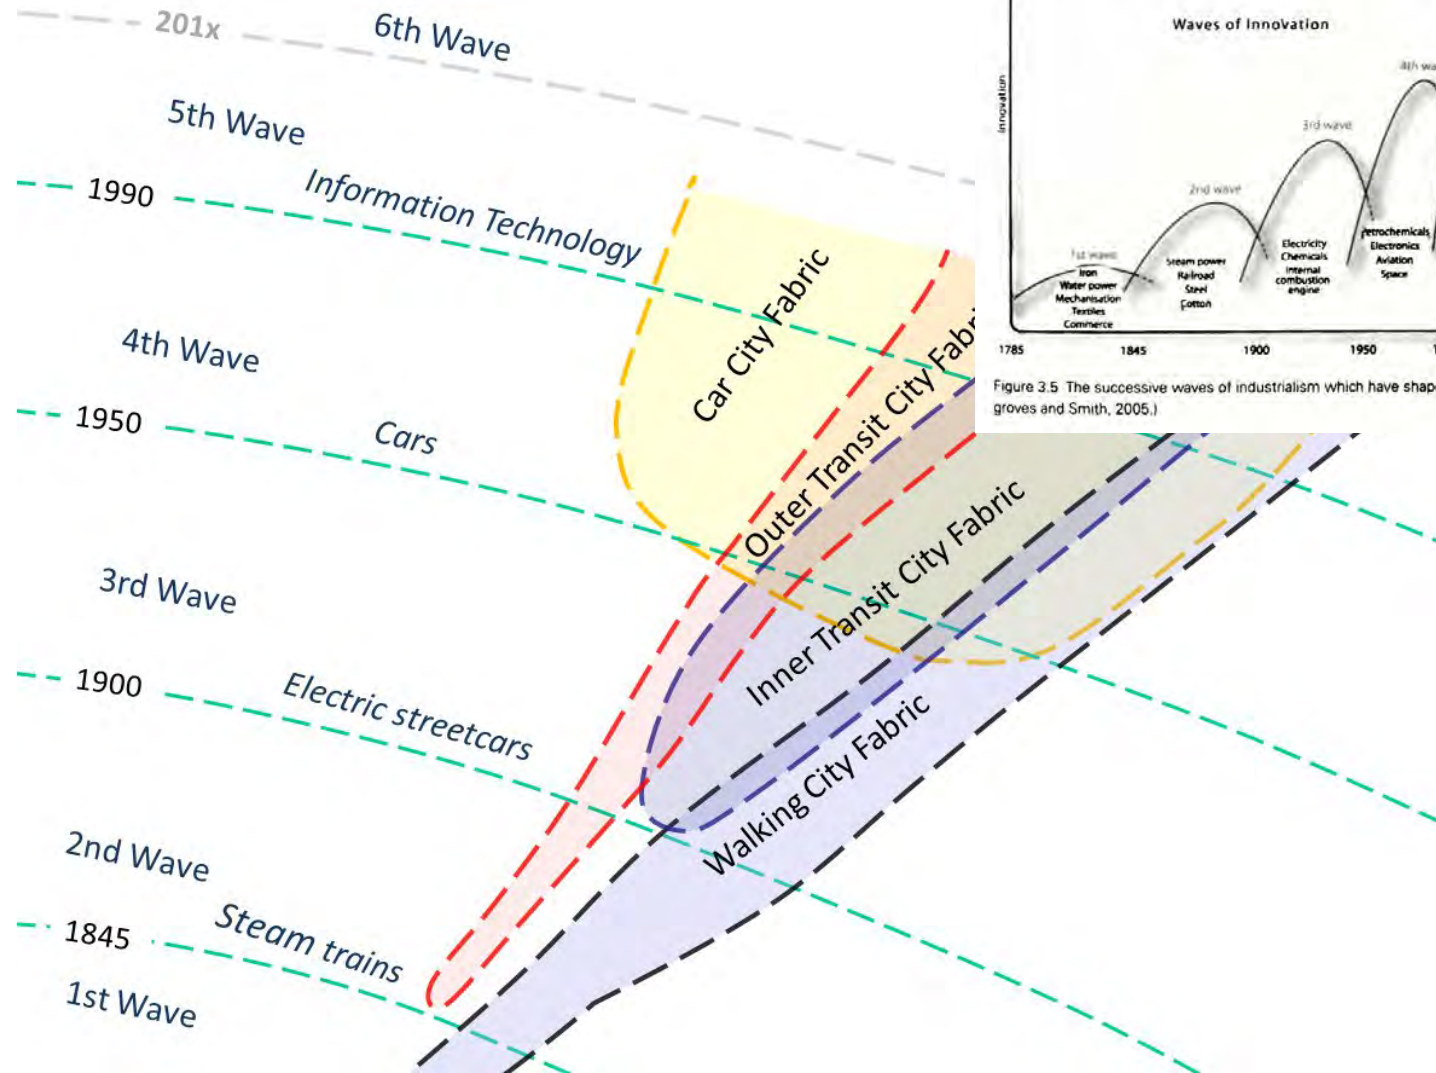 201x
6th Wave
5th Wave
1990
Information Technology
4th Wave
1950
Cars
3rd Wave
1900
Electric streetcars
2nd Wave
1845
Steam trains
1st Wave
Car City Fabric
Outer Transit City Fabri
Inner Transit City Fabric
Walking City Fabric
Waves of Innovation
Innovation
4th wa
3rd wave
2nd wave
1st wave
Iron
Water power
Mechanisation
Textiles
Commerce
Steam power
Railroad
Steel
Cotton
Electricity
Chemicals
Internal
combustion
engine
Petrochemicals
Electronics
Aviation
Space
1785
1845
1900
1950
Figure 3.5 The successive waves of industrialism which have shap
groves and Smith, 2005.)